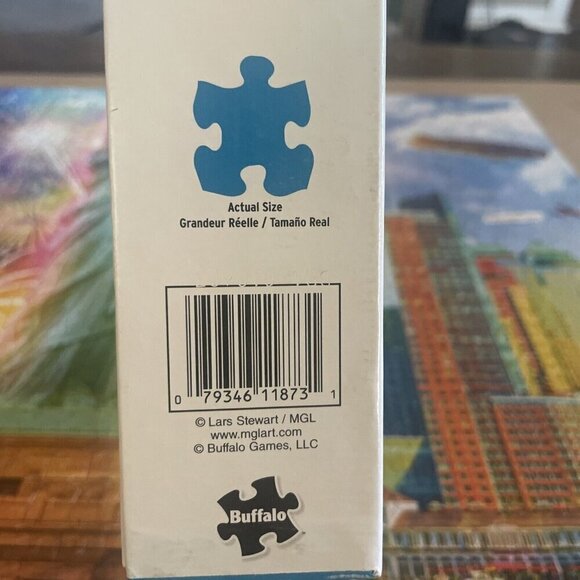 Actual Size
Grandeur Réelle / Tamaño Real
0 79346 11873 1
© Lars Stewart / MGL
www.mglart.com
© Buffalo Games, LLC
Buffalo